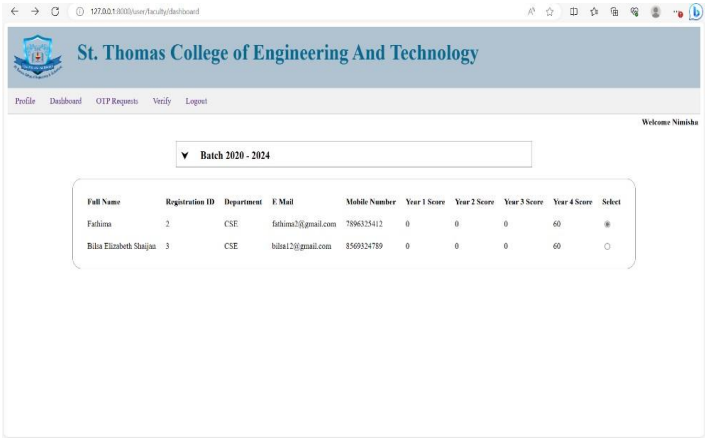 127.0.0.1:8000/user/faculty/dashboard
St. Thomas College of Engineering And Technology
Profile Dashboard OTP Requests Verify Logout
Welcome Nimisha
Batch 2020 - 2024
Full Name Registration ID Department E Mail Mobile Number Year 1 Score Year 2 Score Year 3 Score Year 4 Score Select
Fathima 2 CSE fathima2@gmail.com 7896325412 0 0 0 60
Bilsa Elizabeth Shaijan 3 CSE bilsa12@gmail.com 8569324789 0 0 0 60